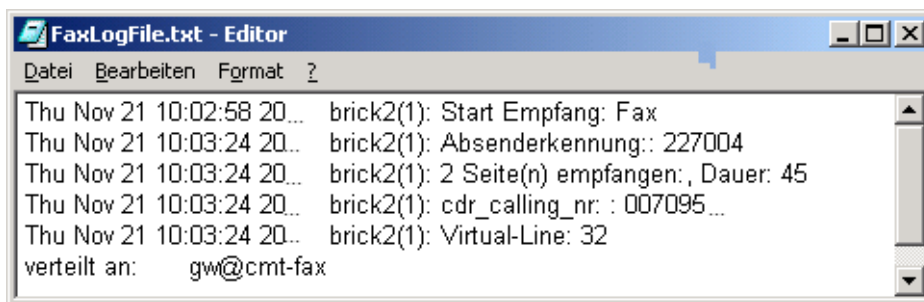 FaxLogFile.txt - Editor
Datei Bearbeiten Format ?
Thu Nov 21 10:02:58 20... brick2(1): Start Empfang: Fax
Thu Nov 21 10:03:24 20... brick2(1): Absenderkennung:: 227004
Thu Nov 21 10:03:24 20... brick2(1): 2 Seite(n) empfangen:, Dauer: 45
Thu Nov 21 10:03:24 20... brick2(1): cdr_calling_nr: : 007095...
Thu Nov 21 10:03:24 20... brick2(1): Virtual-Line: 32
verteilt an: gw@cmt-fax